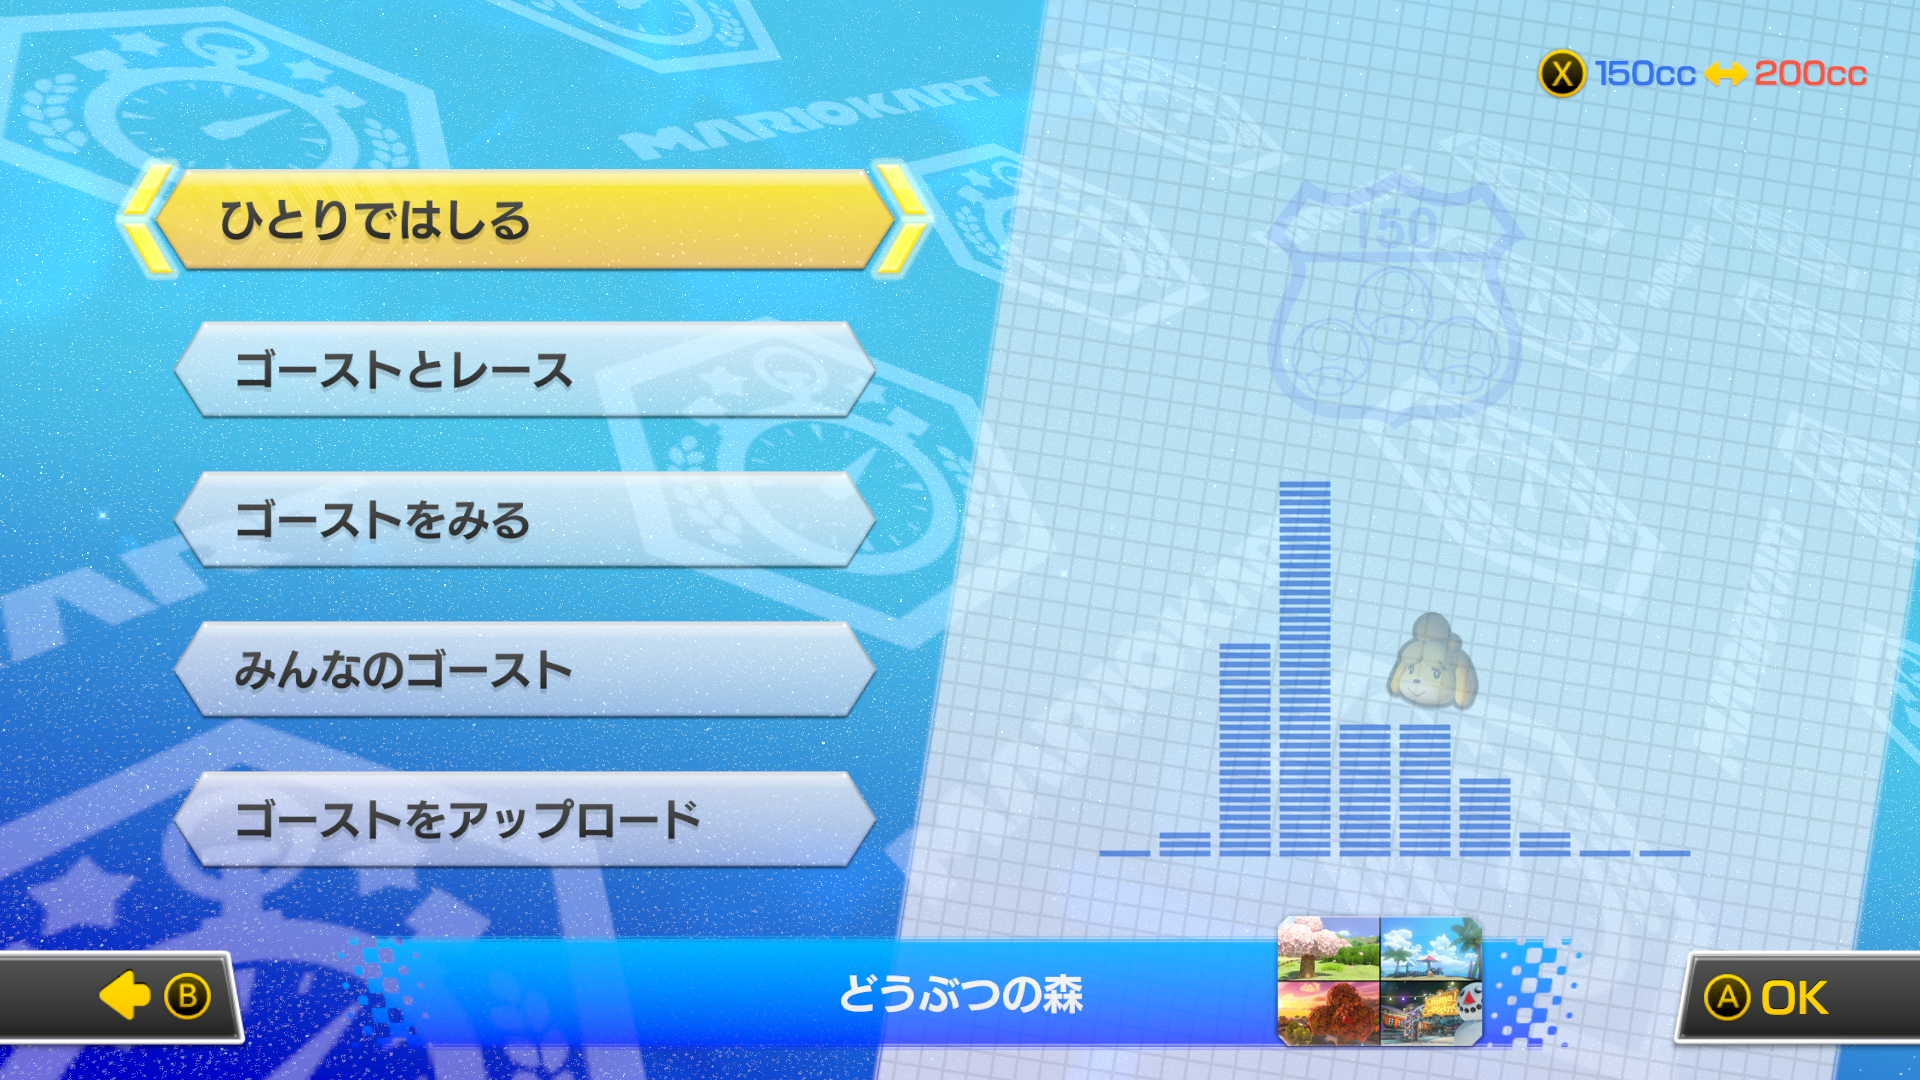 X 150cc 200cc
MARIOKART
ひとりではしる
150
ゴーストとレース
ゴーストをみる
みんなのゴースト
ゴーストをアップロード
B
どうぶつの森
A OK